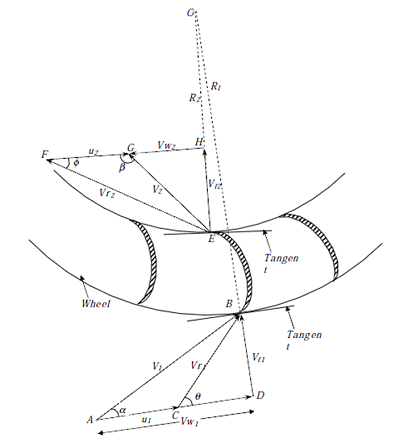 O
R1
R2
H
u2
G
Vw2
F
ϕ
β
Vr2
V2
Vf2
E
Tangen
t
Wheel
B
Tangen
t
V1
Vr1
Vf1
D
α
θ
A
u1
C
Vw1